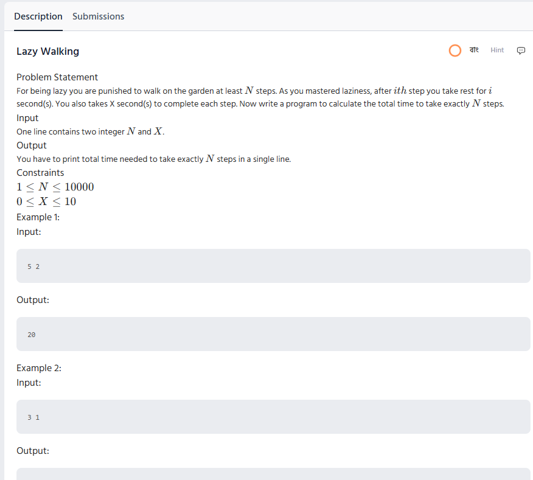 Description Submissions
Lazy Walking
বাং Hint
Problem Statement
For being lazy you are punished to walk on the garden at least N steps. As you mastered laziness, after ith step you take rest for i
second(s). You also takes X second(s) to complete each step. Now write a program to calculate the total time to take exactly N steps.
Input
One line contains two integer N and X.
Output
You have to print total time needed to take exactly N steps in a single line.
Constraints
1 ≤ N ≤ 10000
0 ≤ X ≤ 10
Example 1:
Input:
5 2
Output:
20
Example 2:
Input:
3 1
Output: